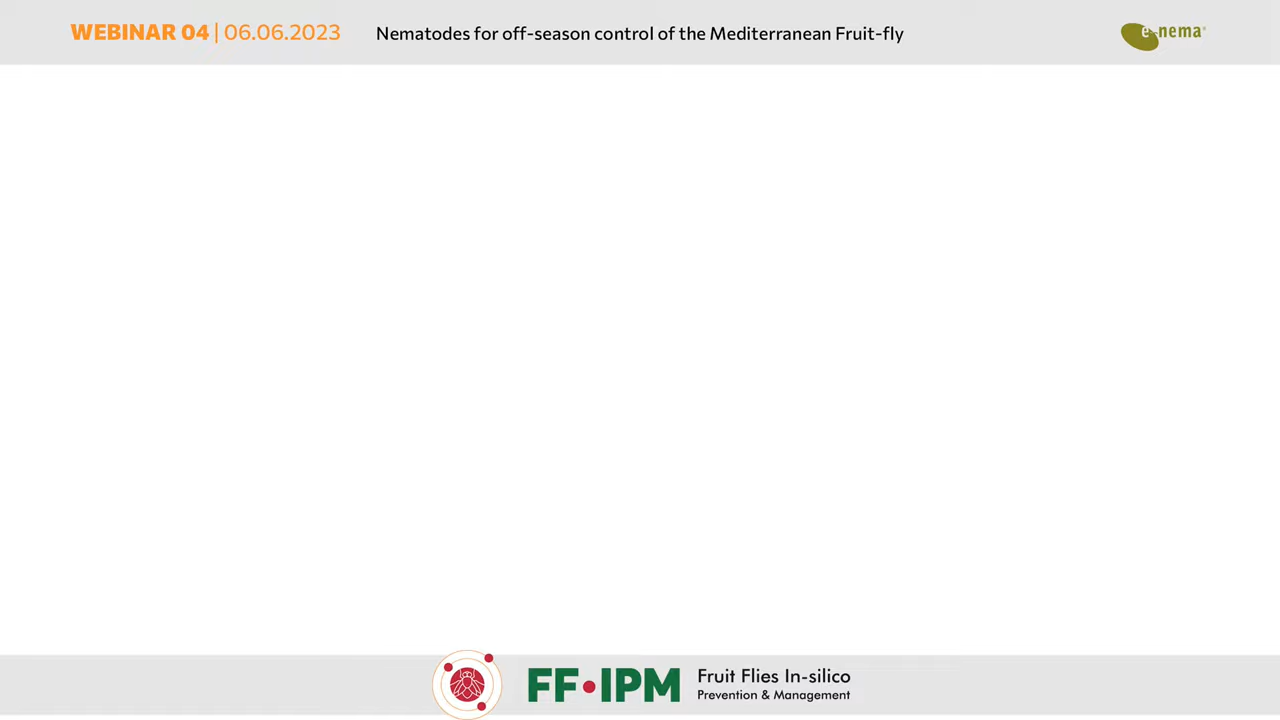 WEBINAR 04 | 06.06.2023
Nematodes for off-season control of the Mediterranean Fruit-fly
e-nema®
FF•IPM
Fruit Flies In-silico
Prevention & Management